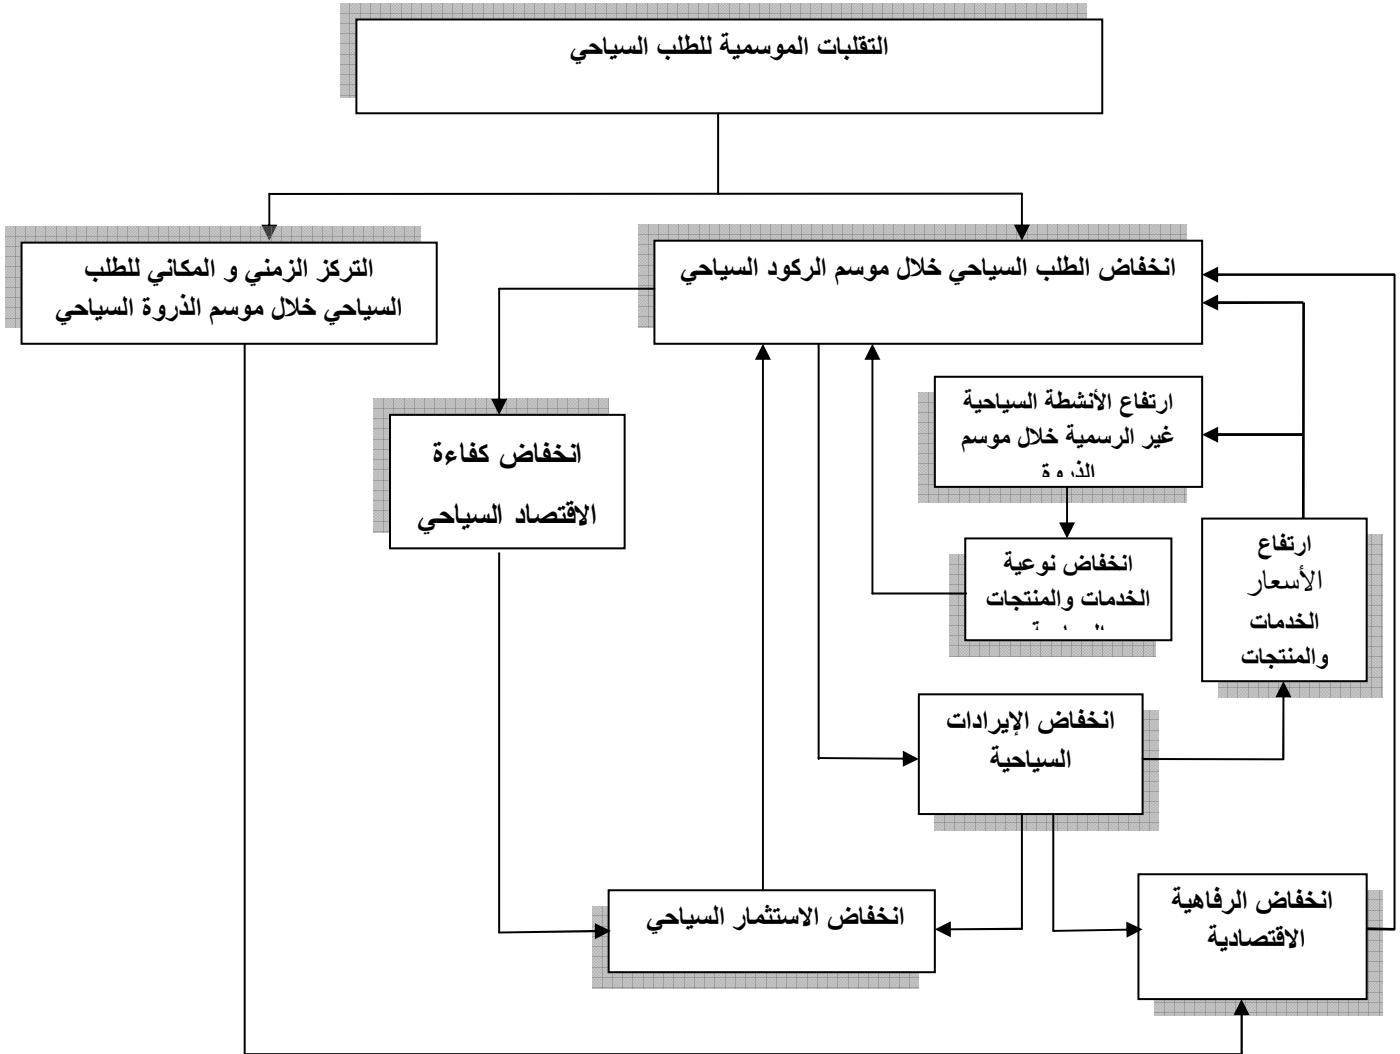 التقلبات الموسمية للطلب السياحي
انخفاض الطلب السياحي خلال موسم الركود السياحي
التركز الزمني و المكاني للطلب
السياحي خلال موسم الذروة السياحي
ارتفاع الأنشطة السياحية
غير الرسمية خلال موسم
الذروة
انخفاض كفاءة
الاقتصاد السياحي
ارتفاع
الأسعار
الخدمات
والمنتجات
انخفاض نوعية
الخدمات والمنتجات
انخفاض الإيرادات
السياحية
انخفاض الرفاهية
الاقتصادية
انخفاض الاستثمار السياحي